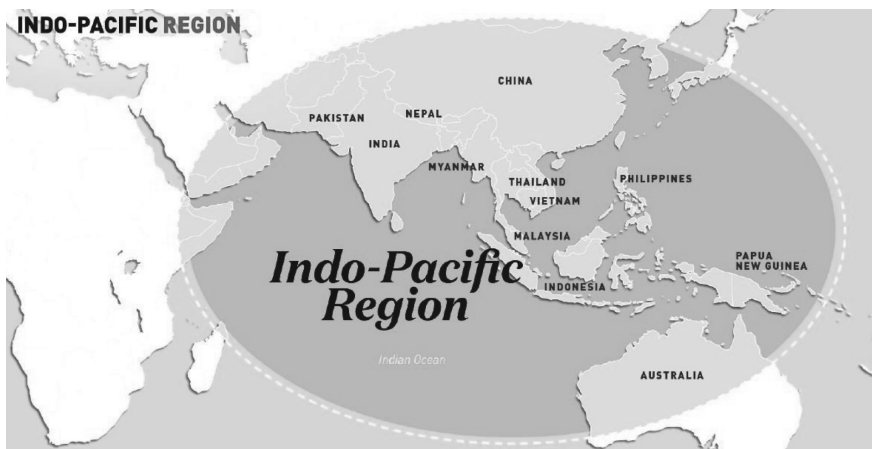 INDO-PACIFIC REGION
CHINA
NEPAL
PAKISTAN
INDIA
MYANMAR
THAILAND
PHILIPPINES
VIETNAM
MALAYSIA
Indo-Pacific
Region
PAPUA
NEW GUINEA
INDONESIA
Indian Ocean
AUSTRALIA